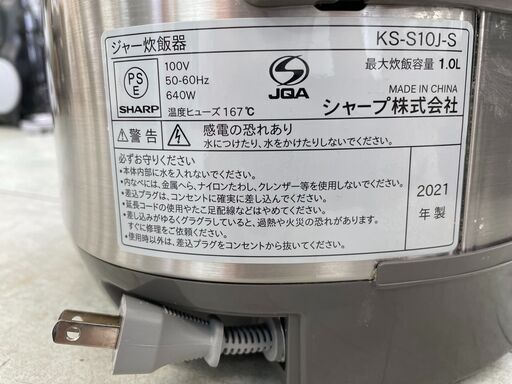 ジャー炊飯器
KS-S10J-S
PS
E
SHARP
100V
50-60Hz
640W
温度ヒューズ 167℃
JQA
最大炊飯容量 1.0L
MADE IN CHINA
シャープ株式会社
警告
感電の恐れあり
水につけたり、水をかけたりしないでください。
必ずお守りください。
•本体内部に水を入れないでください。
•内なべには、金属へら、ナイロンたわし、クレンザー等を使用しないでください。
•差込プラグは、コンセントに確実に差し込んでください。
•延長コードの使用やたこ足配線などはやめてください。
•差し込みがゆるくグラグラしていると、過熱や火災の恐れがあります。
すぐに修理をご依頼ください。
•使用時以外は、差込プラグをコンセントから抜いてください。
2021
年製